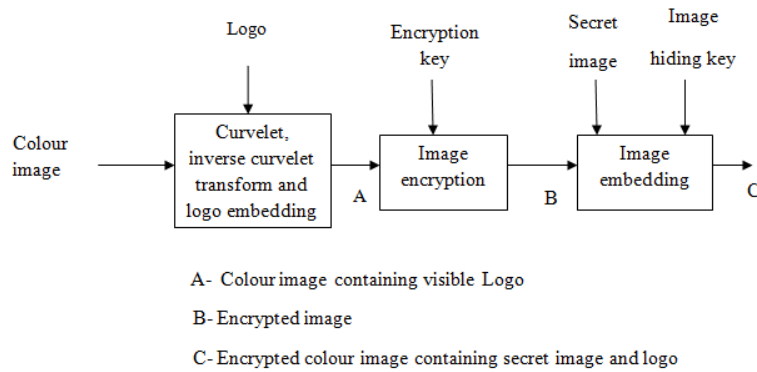 Logo
Encryption
key
Secret
image
Image
hiding key
Colour
image
Curvelet,
inverse curvelet
transform and
logo embedding
A
Image
encryption
B
Image
embedding
C
A- Colour image containing visible Logo
B- Encrypted image
C- Encrypted colour image containing secret image and logo